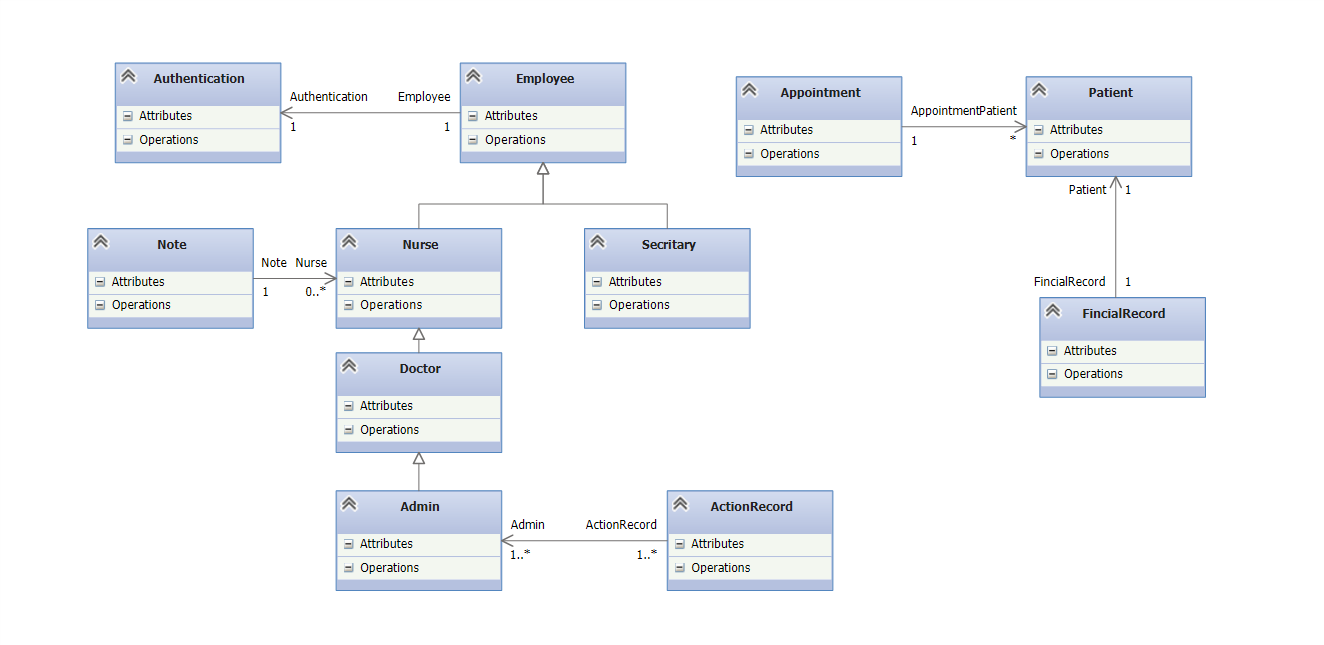 Authentication
Attributes
Operations
Authentication
Employee
1
1
Employee
Attributes
Operations
Appointment
Attributes
Operations
AppointmentPatient
1
*
Patient
Attributes
Operations
Patient
1
FincialRecord
1
FincialRecord
Attributes
Operations
Note
Attributes
Operations
Note
Nurse
1
0..*
Nurse
Attributes
Operations
Secritary
Attributes
Operations
Doctor
Attributes
Operations
Admin
Attributes
Operations
Admin
ActionRecord
1..*
1..*
ActionRecord
Attributes
Operations